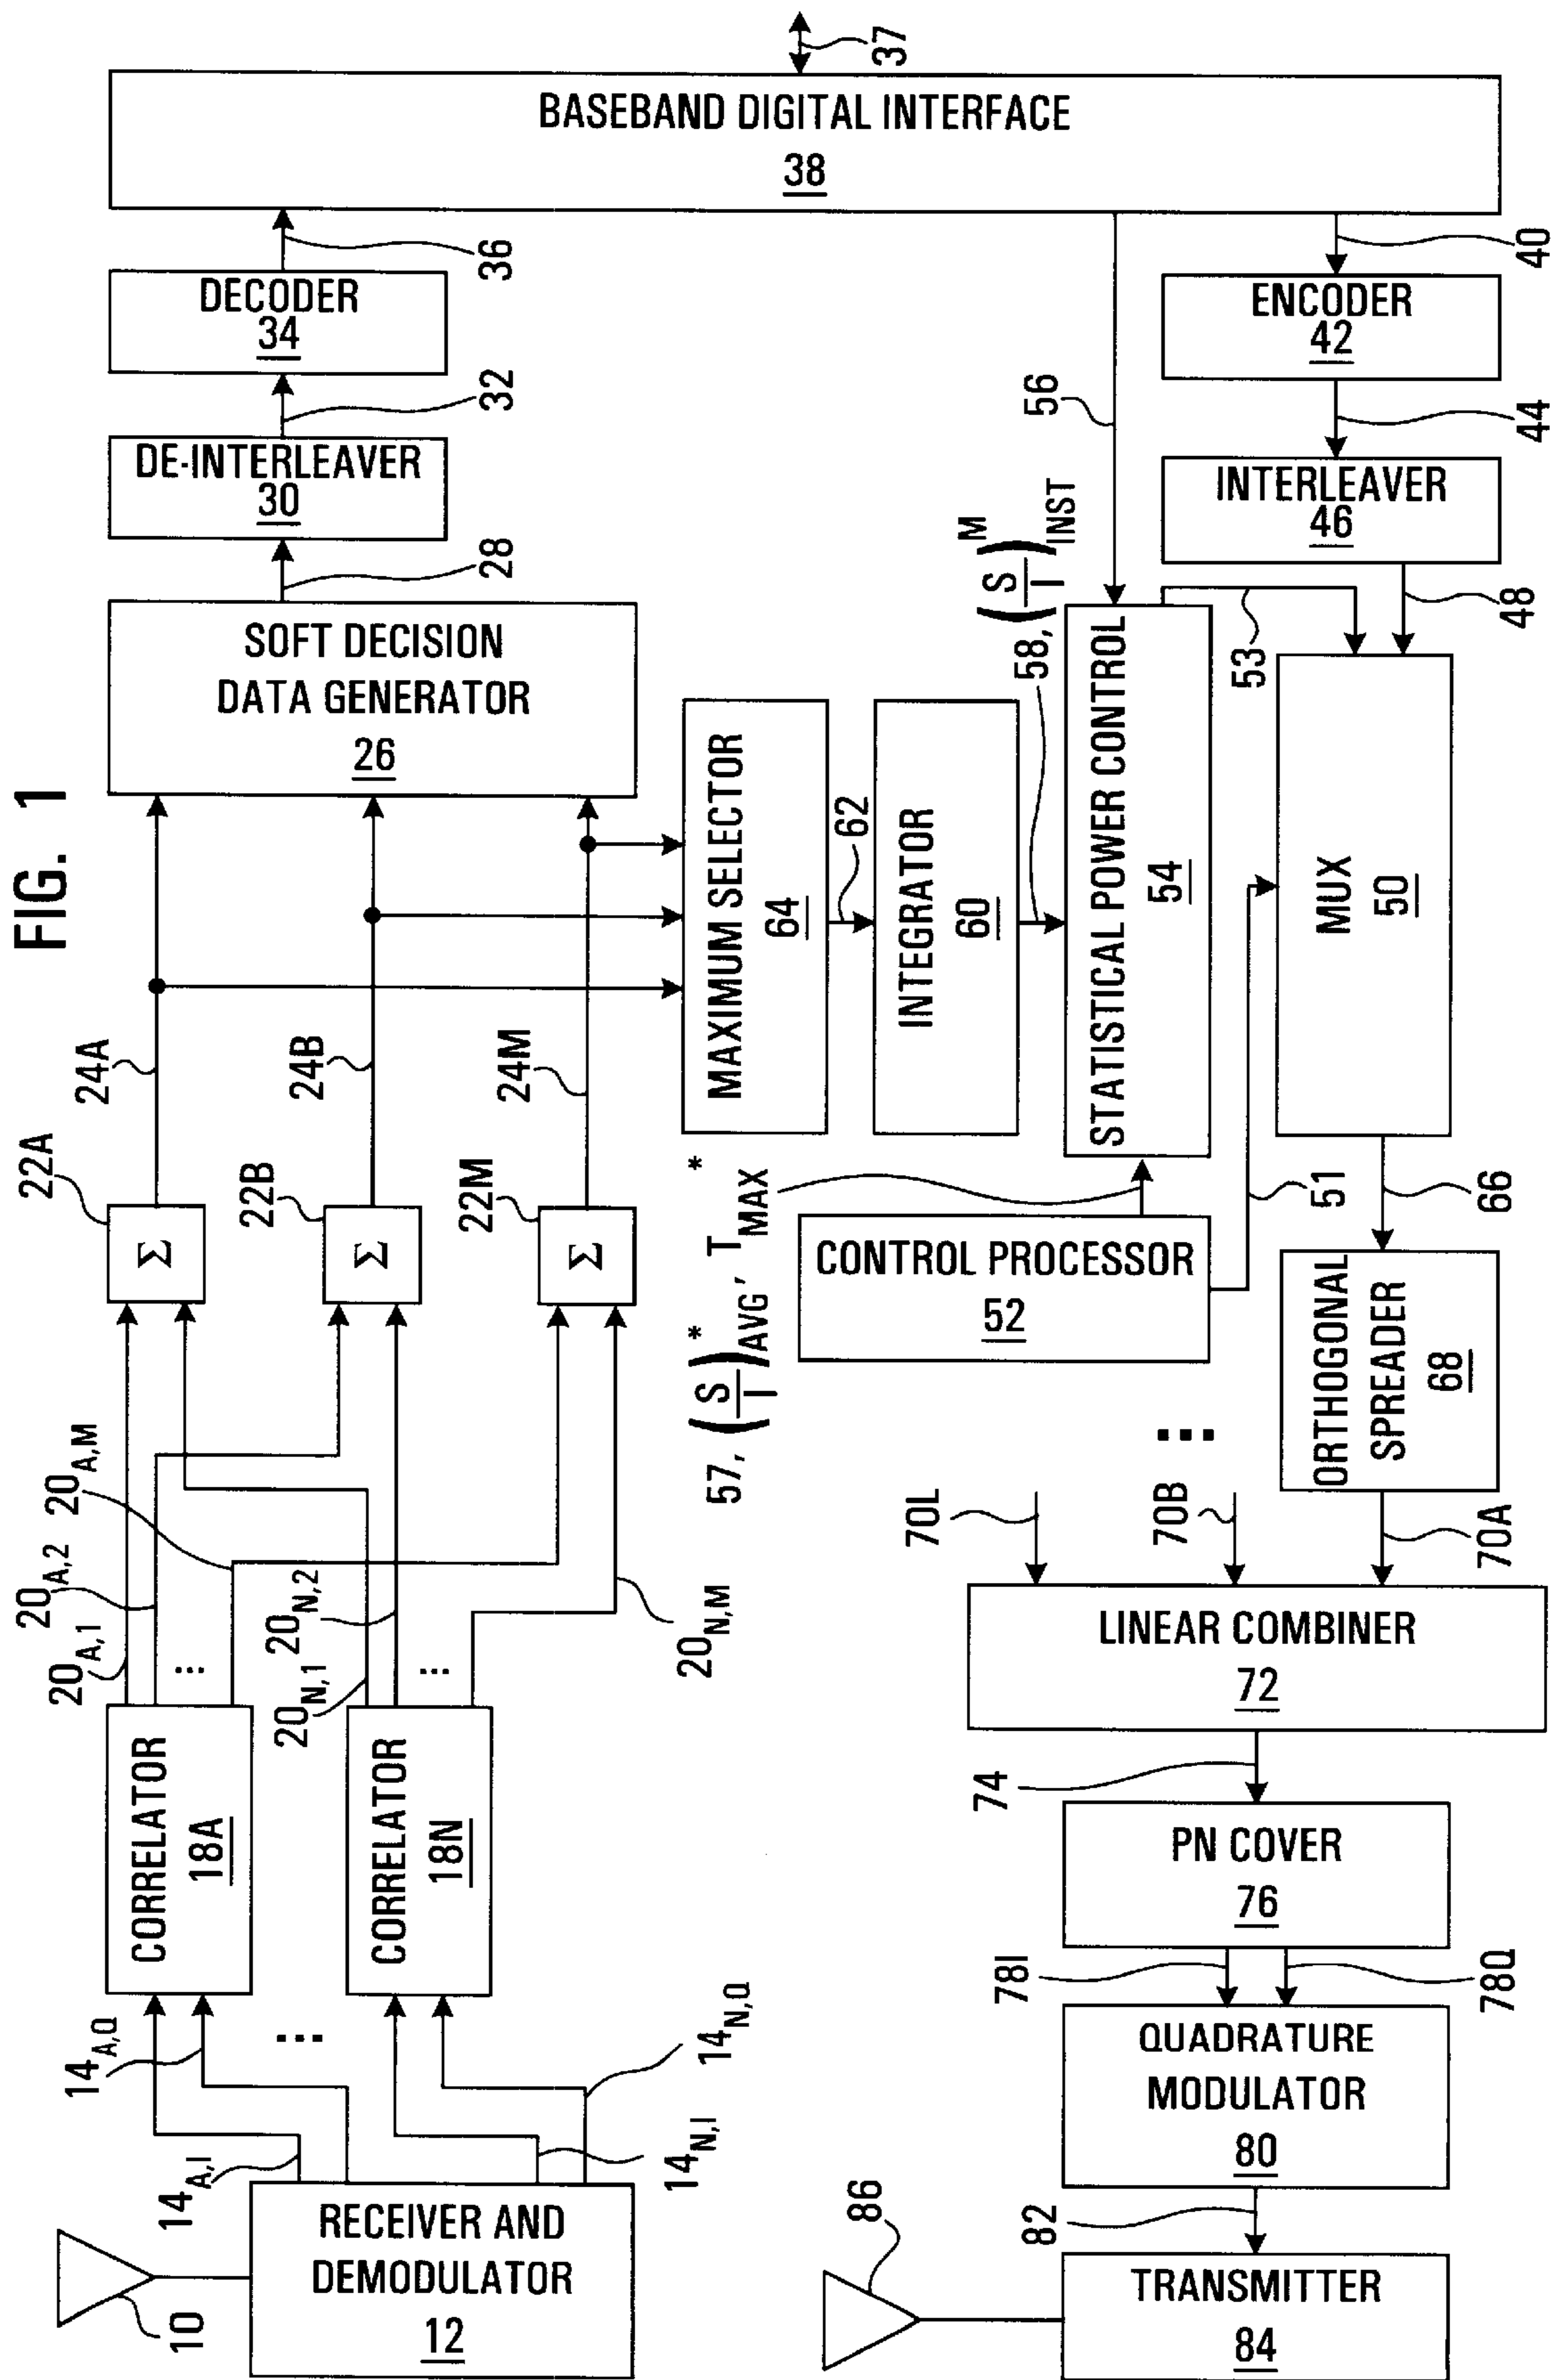 FIG. 1
10
RECEIVER AND
DEMODULATOR
12
14A,I
14A,Q
...
14N,I
14N,Q
CORRELATOR
18A
CORRELATOR
18N
20A,1
20A,2
20A,M
...
20N,1
20N,2
20N,M
...
22A
Σ
22B
Σ
22M
Σ
24A
24B
24M
SOFT DECISION
DATA GENERATOR
26
28
DE-INTERLEAVER
30
32
DECODER
34
36
BASEBAND DIGITAL INTERFACE
38
37
MAXIMUM SELECTOR
64
62
INTEGRATOR
60
58, (S/I)^M INST
57, (S/I)* AVG, TMAX*
STATISTICAL POWER CONTROL
54
56
CONTROL PROCESSOR
52
51
53
40
ENCODER
42
44
INTERLEAVER
46
48
MUX
50
66
ORTHOGONAL
SPREADER
68
...
70L
70B
70A
LINEAR COMBINER
72
74
PN COVER
76
78I
78Q
QUADRATURE
MODULATOR
80
82
TRANSMITTER
84
86